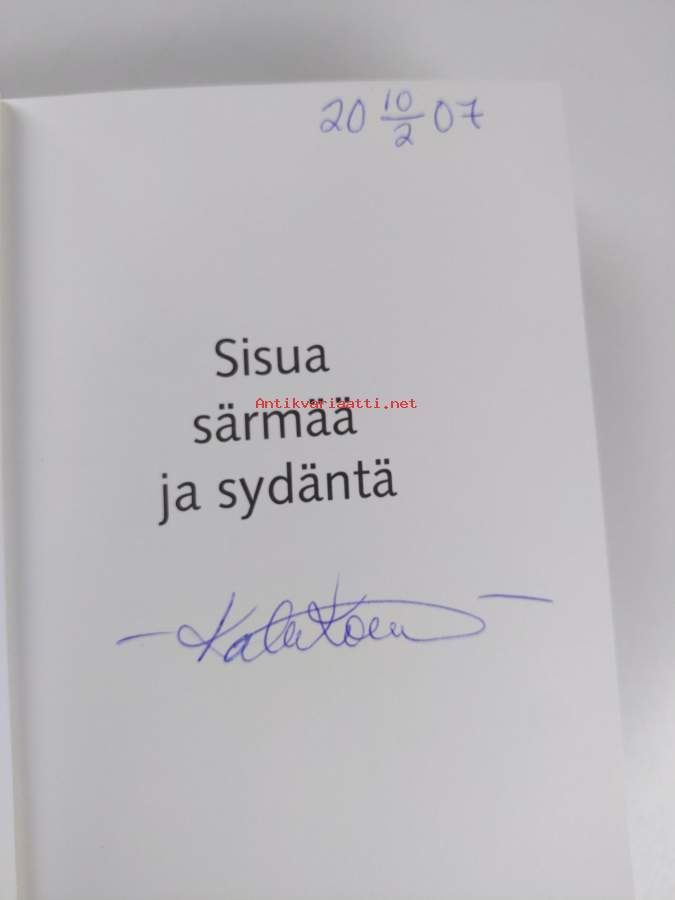 20 10/2 07
Sisua
Antikvariaatti.net
särmää
ja sydäntä